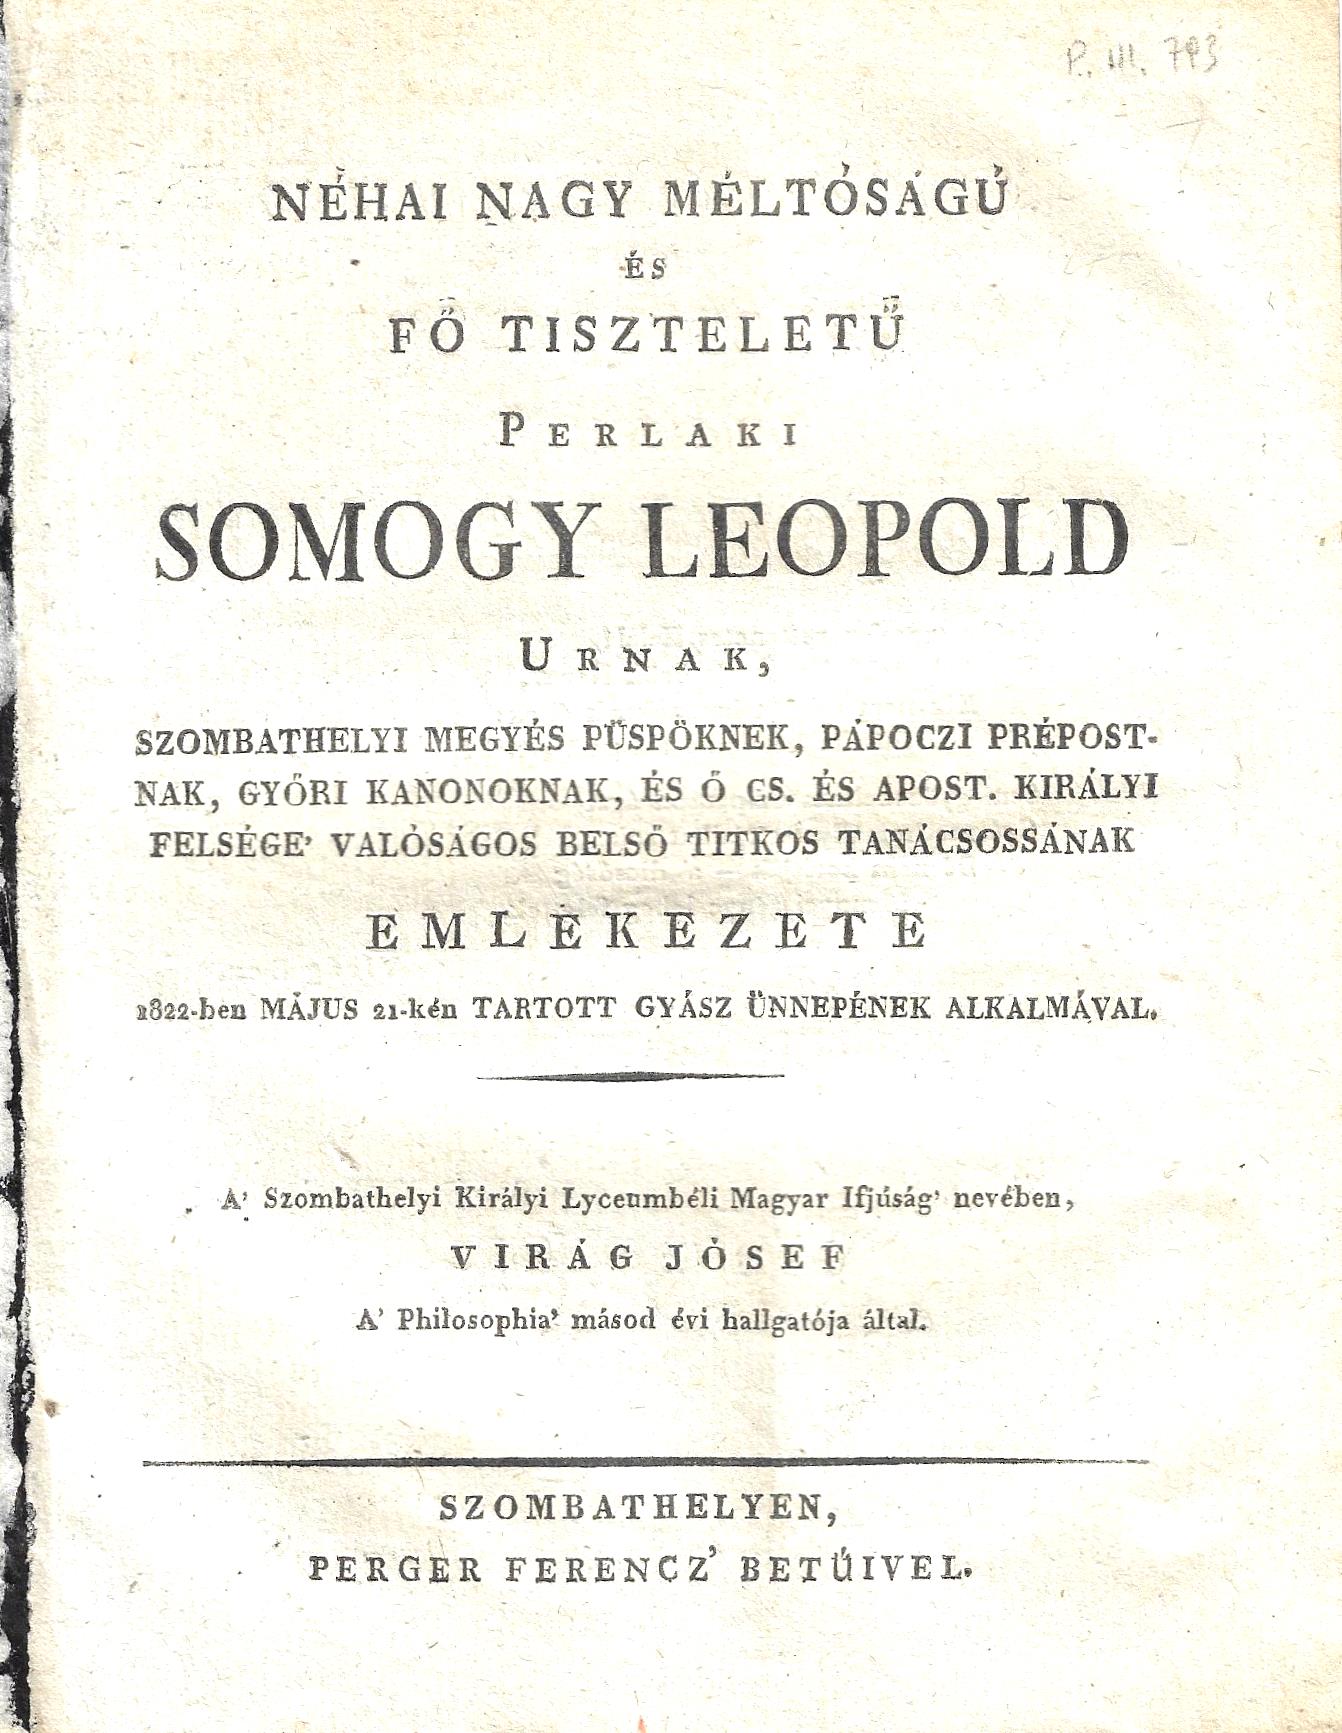 P. III. 793
NÉHAI NAGY MÉLTÓSÁGÚ
ÉS
FŐ TISZTELETŰ
PERLAKI
SOMOGY LEOPOLD
URNAK,
SZOMBATHELYI MEGYÉS PÜSPÖKNEK, PÁPOCZI PRÉPOST-
NAK, GYŐRI KANONOKNAK, ÉS Ő CS. ÉS APOST. KIRÁLYI
FELSÉGE' VALÓSÁGOS BELSŐ TITKOS TANÁCSOSSÁNAK
EMLÉKEZETE
1822-ben MÁJUS 21-kén TARTOTT GYÁSZ ÜNNEPÉNEK ALKALMÁVAL.
A' Szombathelyi Királyi Lyceumbéli Magyar Ifjúság' nevében,
VIRÁG JÓSEF
A' Philosophia' másod évi hallgatója által.
SZOMBATHELYEN,
PERGER FERENCZ' BETŰIVEL.